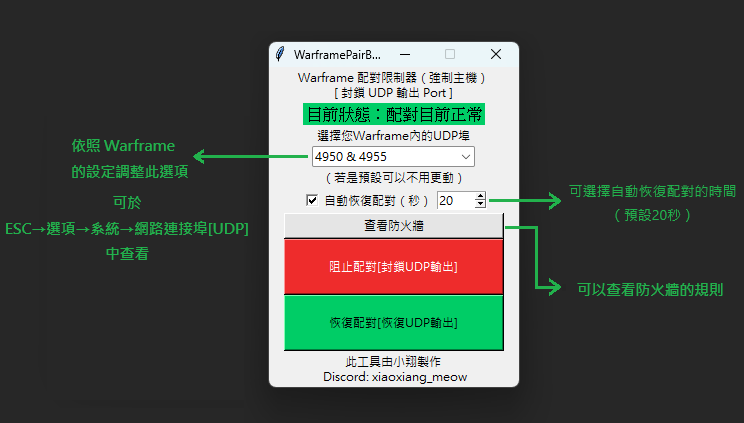 WarframePairB...
Warframe 配對限制器（強制主機）
[ 封鎖 UDP 輸出 Port ]
目前狀態：配對目前正常
選擇您Warframe內的UDP埠
4950 & 4955
（若是預設可以不用更動）
自動恢復配對（秒） 20
查看防火牆
阻止配對[封鎖UDP輸出]
恢復配對[恢復UDP輸出]
此工具由小翔製作
Discord: xiaoxiang_meow
依照 Warframe
的設定調整此選項
可於
ESC→選項→系統→網路連接埠[UDP]
中查看
可選擇自動恢復配對的時間
（預設20秒）
可以查看防火牆的規則